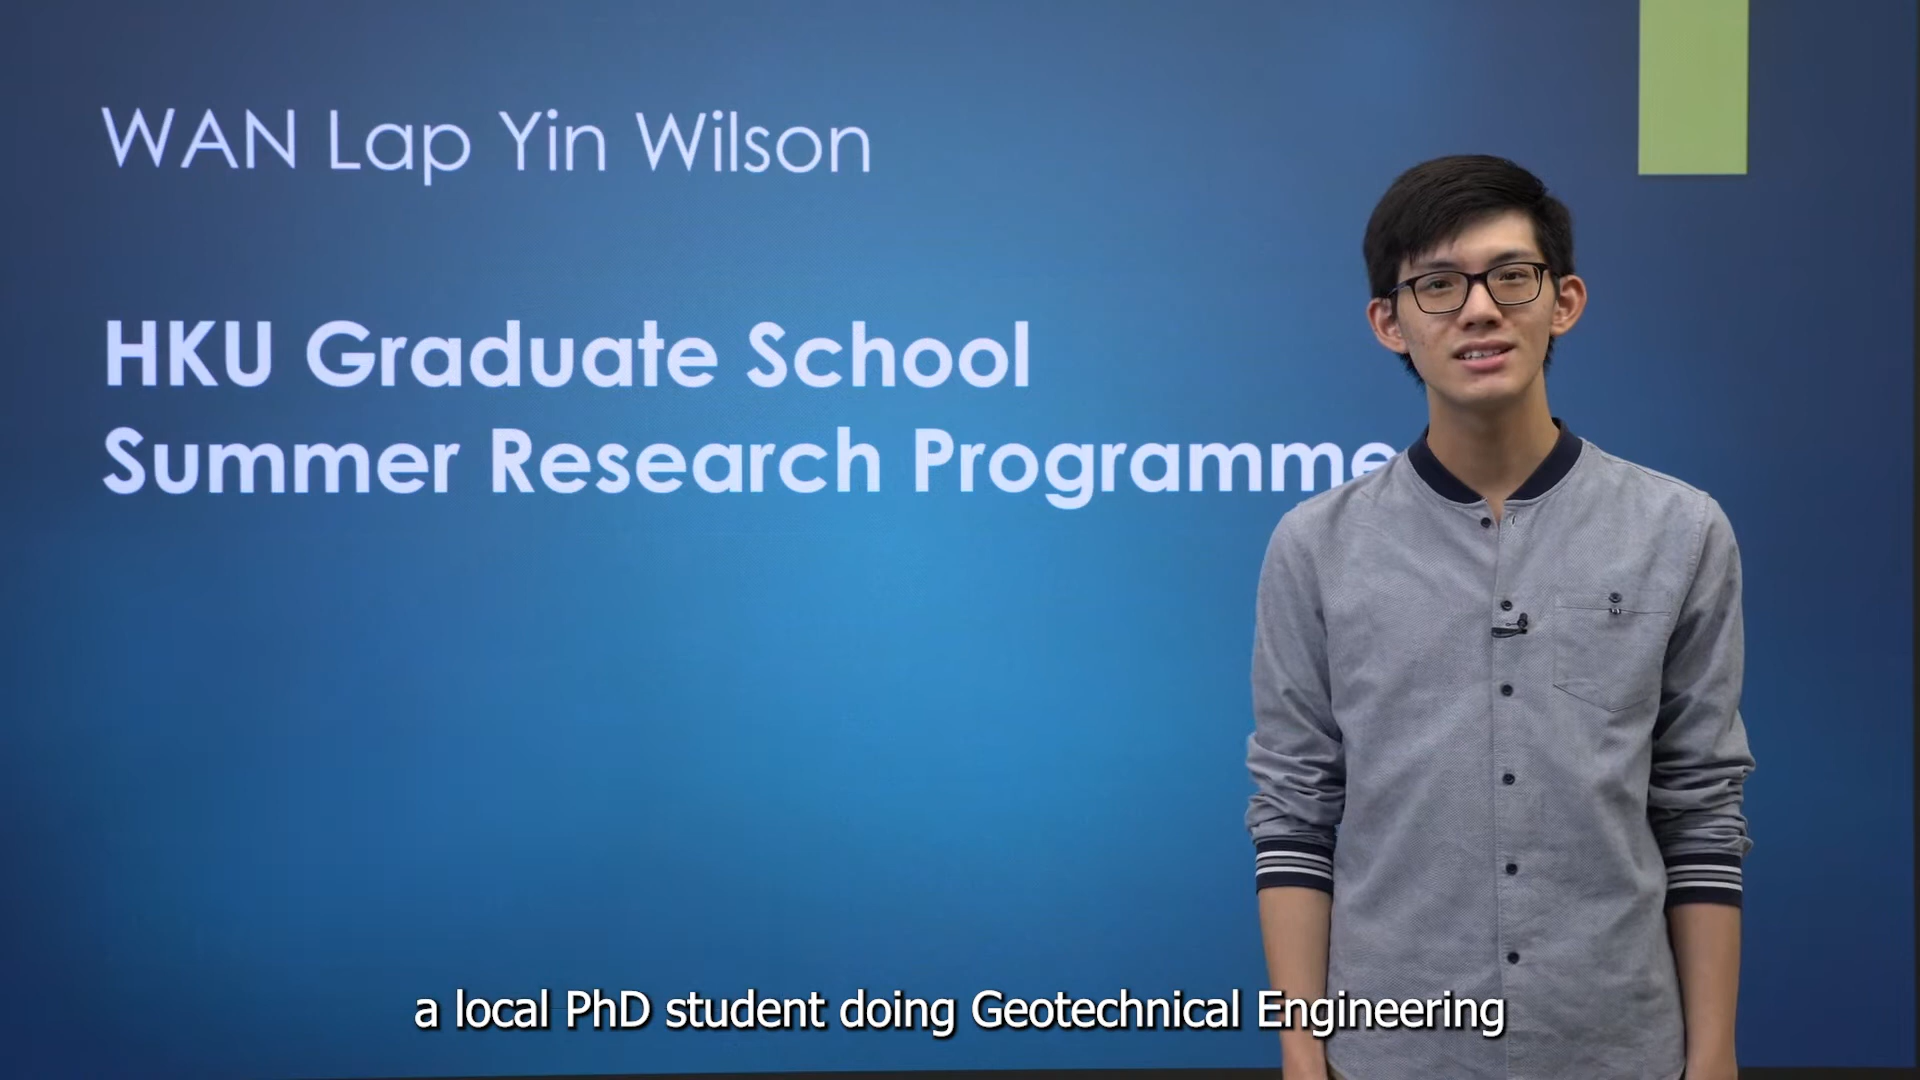 WAN Lap Yin Wilson
HKU Graduate School
Summer Research Programme
a local PhD student doing Geotechnical Engineering